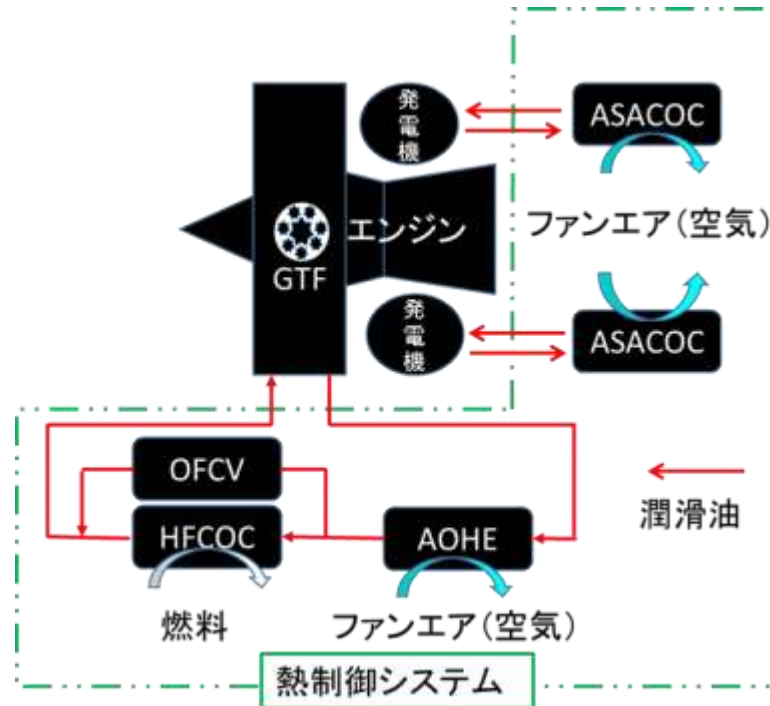 発電機
ASACOC
ファンエア(空気)
エンジン
GTF
発電機
ASACOC
OFCV
潤滑油
HFCOC
AOHE
燃料
ファンエア(空気)
熱制御システム